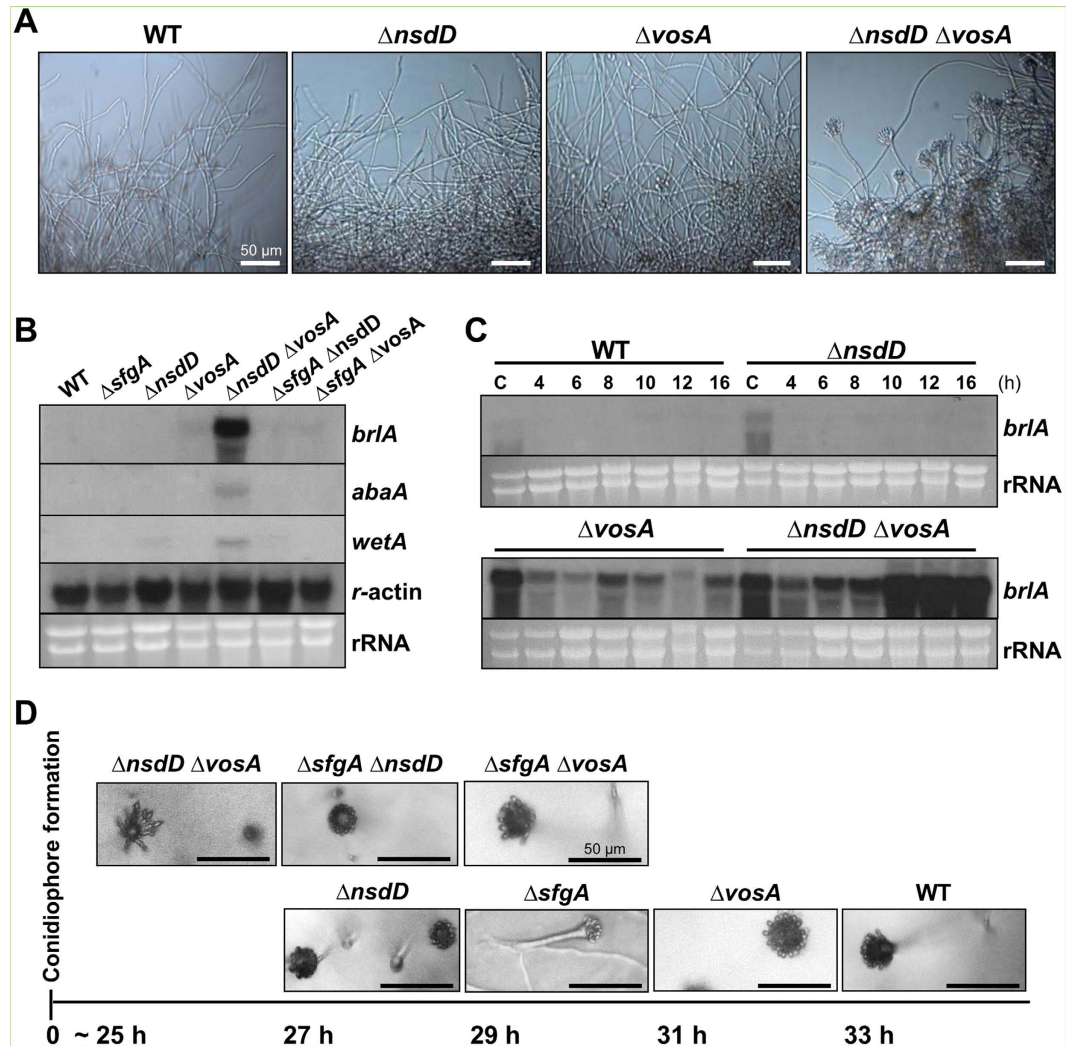 A
WT
ΔnsdD
ΔvosA
ΔnsdD ΔvosA
50 µm
B
WT
ΔsfgA
ΔnsdD
ΔvosA
ΔnsdD ΔvosA
ΔsfgA ΔnsdD
ΔsfgA ΔvosA
brlA
abaA
wetA
r-actin
rRNA
C
WT
ΔnsdD
C 4 6 8 10 12 16 C 4 6 8 10 12 16 (h)
brlA
rRNA
ΔvosA
ΔnsdD ΔvosA
brlA
rRNA
D
Conidiophore formation
ΔnsdD ΔvosA
ΔsfgA ΔnsdD
ΔsfgA ΔvosA
50 µm
ΔnsdD
ΔsfgA
ΔvosA
WT
0 ~ 25 h 27 h 29 h 31 h 33 h